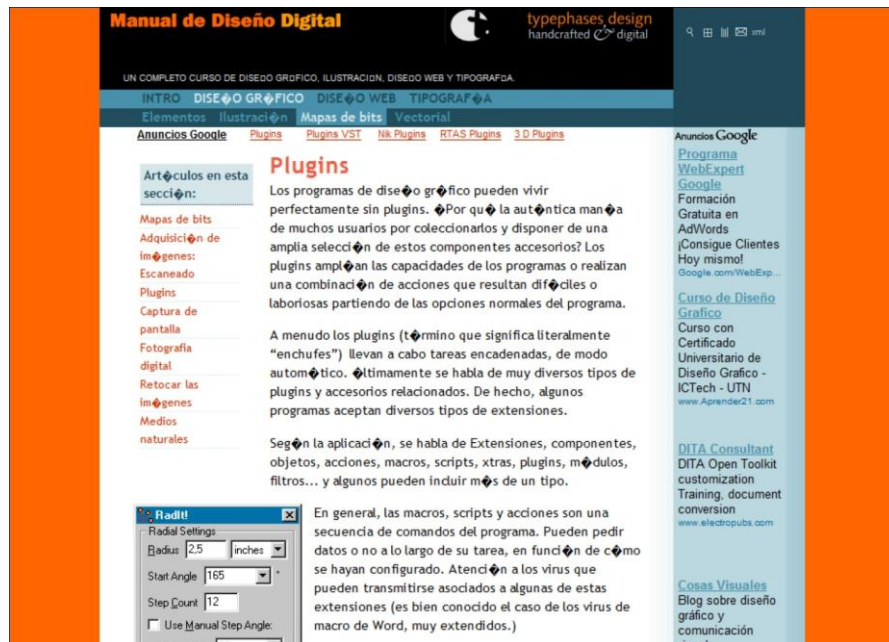 Manual de Diseño Digital
typephases design
handcrafted & digital
xml
UN COMPLETO CURSO DE DISE□O GR□FICO, ILUSTRACI□N, DISE□O WEB Y TIPOGRAF□A.
INTRO DISE�O GR�FICO DISE�O WEB TIPOGRAF�A
Elementos Ilustraci�n Mapas de bits Vectorial
Anuncios Google Plugins Plugins VST Nik Plugins RTAS Plugins 3 D Plugins
Art�culos en esta
secci�n:
Mapas de bits
Adquisici�n de
im�genes:
Escaneado
Plugins
Captura de
pantalla
Fotografía
digital
Retocar las
im�genes
Medios
naturales
Plugins
Los programas de dise�o gr�fico pueden vivir
perfectamente sin plugins. �Por qu� la aut�ntica man�a
de muchos usuarios por coleccionarlos y disponer de una
amplia selecci�n de estos componentes accesorios? Los
plugins ampl�an las capacidades de los programas o realizan
una combinaci�n de acciones que resultan dif�ciles o
laboriosas partiendo de las opciones normales del programa.
A menudo los plugins (t�rmino que significa literalmente
“enchufes”) llevan a cabo tareas encadenadas, de modo
autom�tico. �ltimamente se habla de muy diversos tipos de
plugins y accesorios relacionados. De hecho, algunos
programas aceptan diversos tipos de extensiones.
Seg�n la aplicaci�n, se habla de Extensiones, componentes,
objetos, acciones, macros, scripts, xtras, plugins, m�dulos,
filtros... y algunos pueden incluir m�s de un tipo.
RadIt!
Radial Settings
Radius 2,5 inches
Start Angle 165 °
Step Count 12
Use Manual Step Angle:
En general, las macros, scripts y acciones son una
secuencia de comandos del programa. Pueden pedir
datos o no a lo largo de su tarea, en funci�n de c�mo
se hayan configurado. Atenci�n a los virus que
pueden transmitirse asociados a algunas de estas
extensiones (es bien conocido el caso de los virus de
macro de Word, muy extendidos.)
Anuncios Google
Programa
WebExpert
Google
Formación
Gratuita en
AdWords
¡Consigue Clientes
Hoy mismo!
Google.com/WebExp...
Curso de Diseño
Grafico
Curso con
Certificado
Universitario de
Diseño Grafico -
ICTech - UTN
www.Aprender21.com
DITA Consultant
DITA Open Toolkit
customization
Training, document
conversion
www.electropubs.com
Cosas Visuales
Blog sobre diseño
gráfico y
comunicación